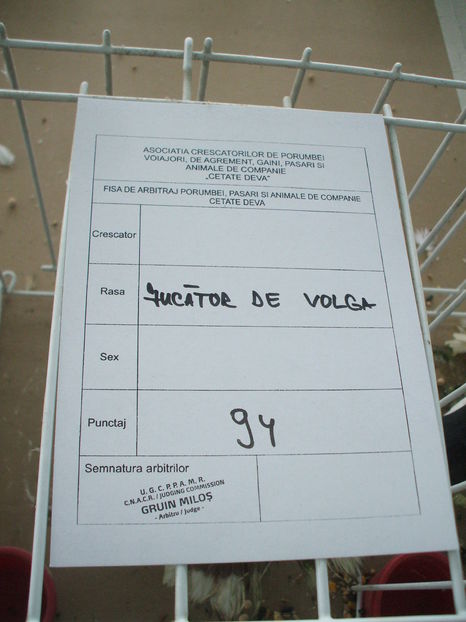 ASOCIATIA CRESCATORILOR DE PORUMBEI
VOIAJORI, DE AGREMENT, GAINI, PASARI SI
ANIMALE DE COMPANIE
„CETATE DEVA”
FISA DE ARBITRAJ PORUMBEI, PASARI SI ANIMALE DE COMPANIE
CETATE DEVA
Crescator
Rasa JUCĂTOR DE VOLGA
Sex
Punctaj 94
Semnatura arbitrilor
U. G. C. P. P. A. M. R.
C.N.A.C.R. / JUDGING COMMISSION
GRUIN MILOȘ
- Arbitru / Judge -